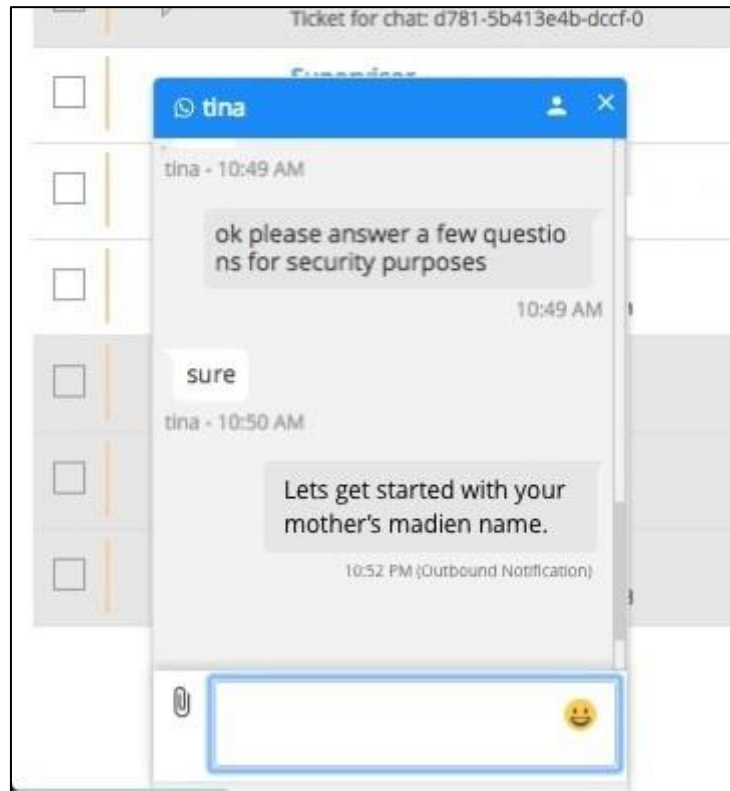 Ticket for chat: d781-5b413e4b-dccf-0
Supervisor
tina
tina - 10:49 AM
ok please answer a few questio
ns for security purposes
10:49 AM
sure
tina - 10:50 AM
Lets get started with your
mother's madien name.
10:52 PM (Outbound Notification)